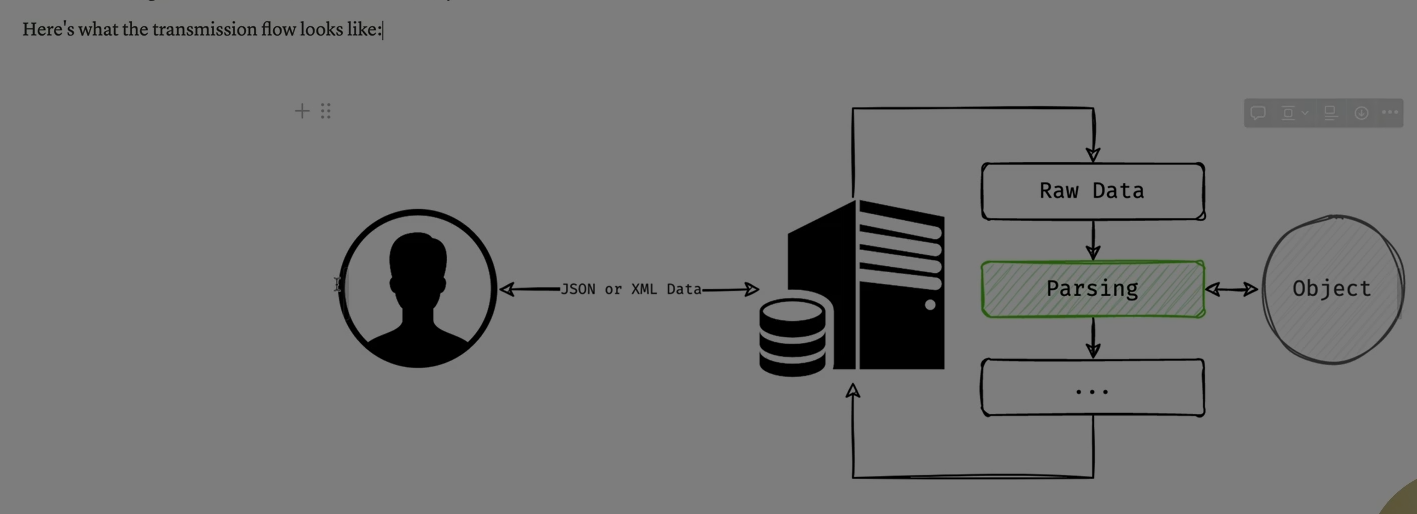 Here's what the transmission flow looks like:
Raw Data
JSON or XML Data
Parsing
Object
...